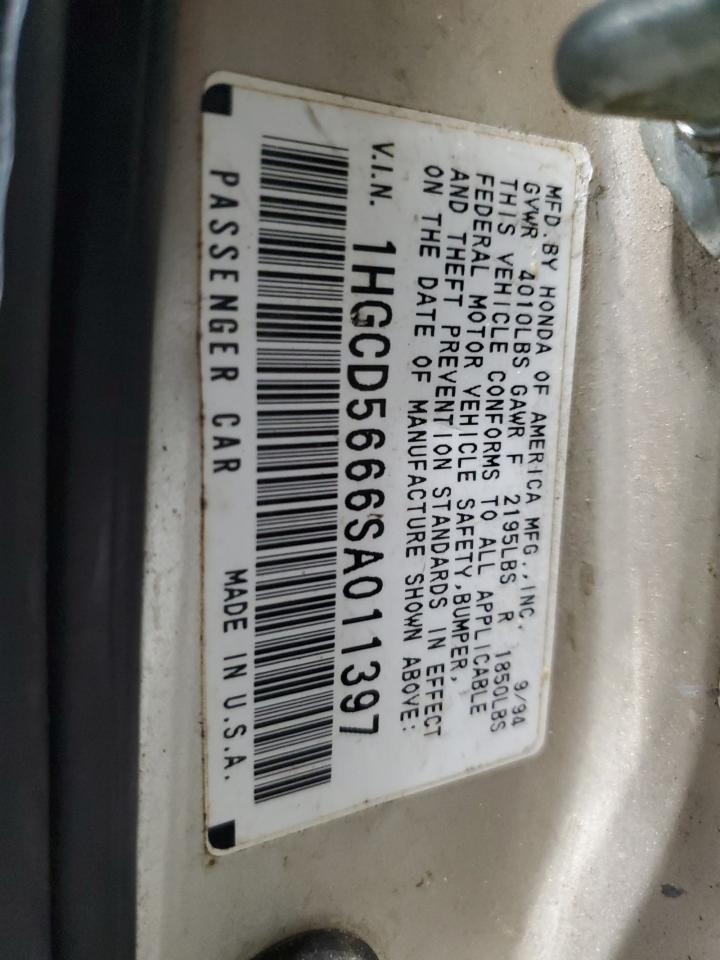 MFD. BY HONDA OF AMERICA MFG., INC. 9/94
GVWR 4010LBS GAWR F 2195LBS R 1850LBS
THIS VEHICLE CONFORMS TO ALL APPLICABLE
FEDERAL MOTOR VEHICLE SAFETY, BUMPER,
AND THEFT PREVENTION STANDARDS IN EFFECT
ON THE DATE OF MANUFACTURE SHOWN ABOVE:
V.I.N. 1HGCD5666SA011397
PASSENGER CAR MADE IN U.S.A.